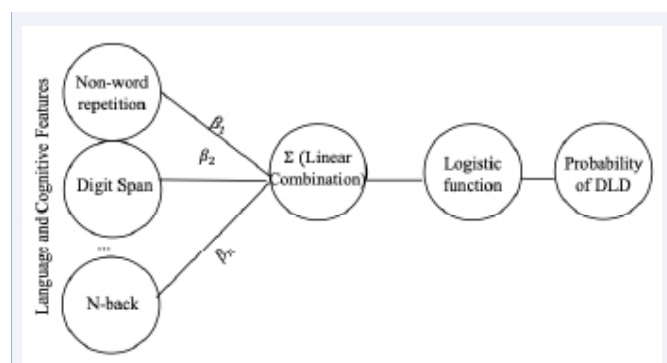 Language and Cognitive Features
Non-word
repetition
β1
β2
Digit Span
Σ (Linear
Combination)
Logistic
function
Probability
of DLD
...
N-back